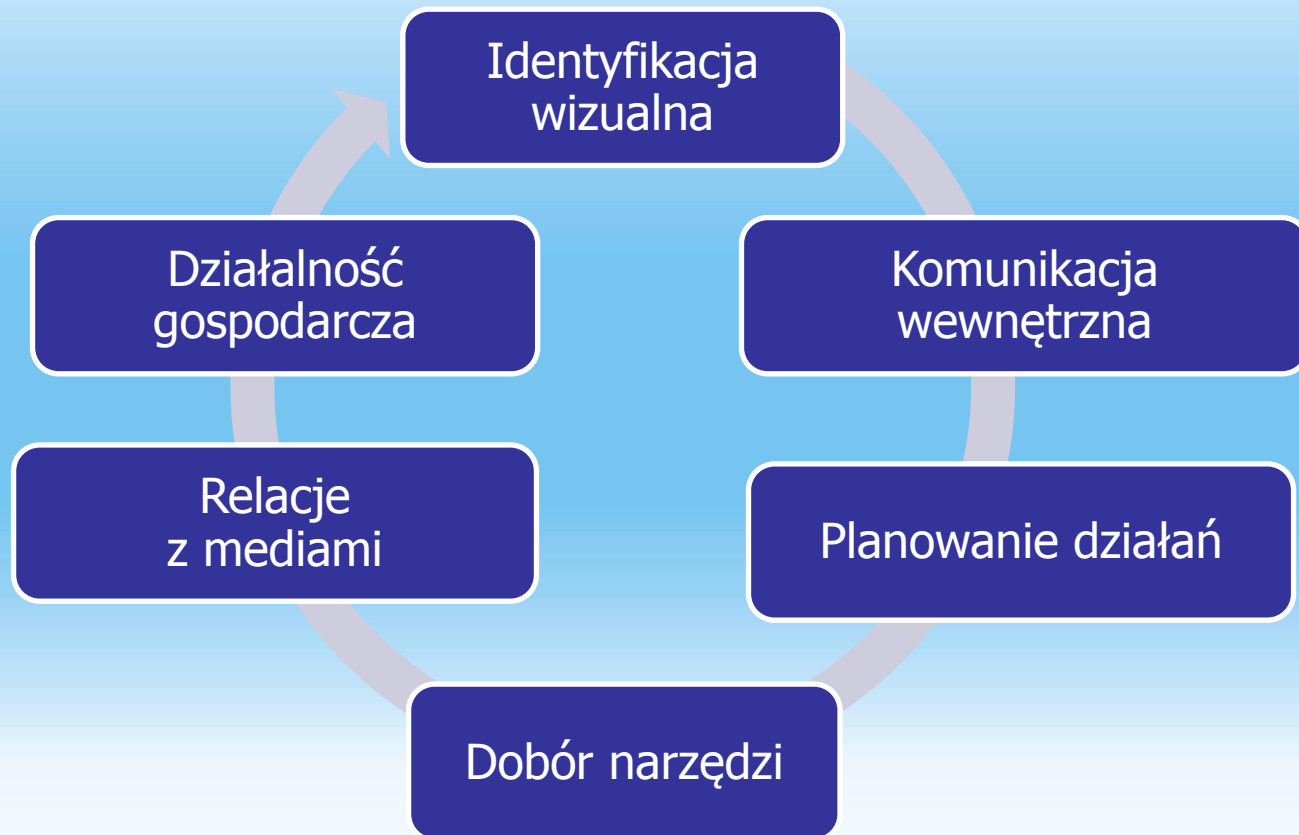 Identyfikacja
wizualna
Komunikacja
wewnętrzna
Planowanie działań
Dobór narzędzi
Relacje
z mediami
Działalność
gospodarcza